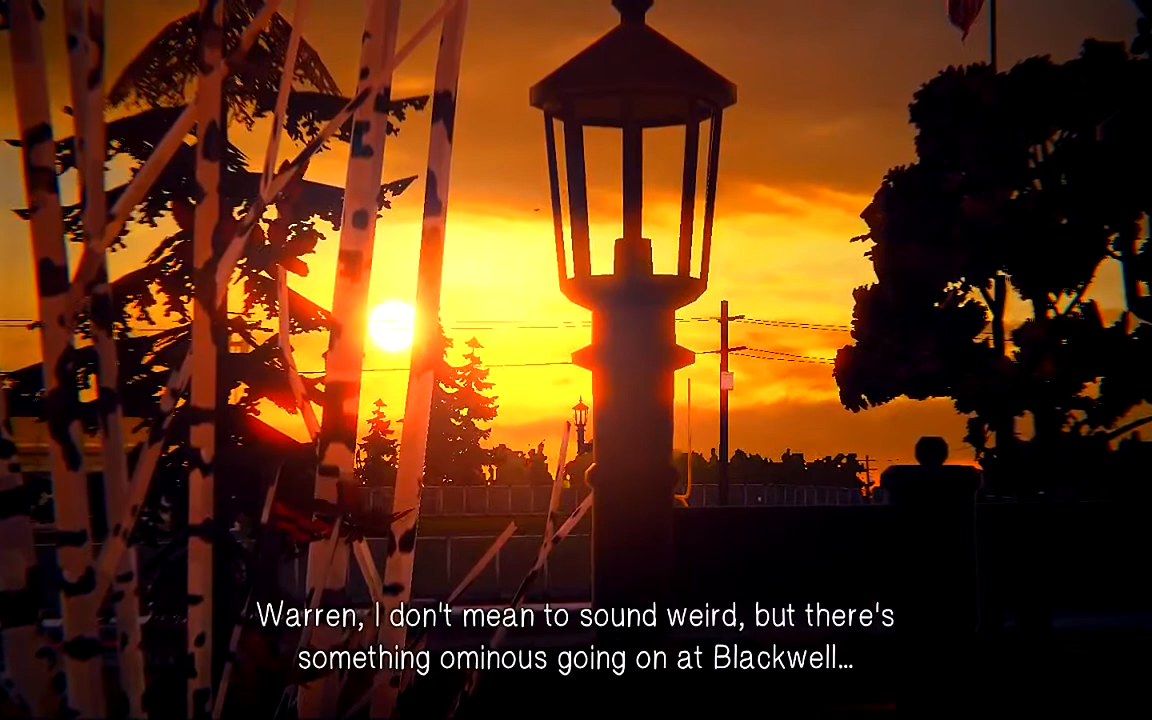 Warren, I don't mean to sound weird, but there's
something ominous going on at Blackwell...